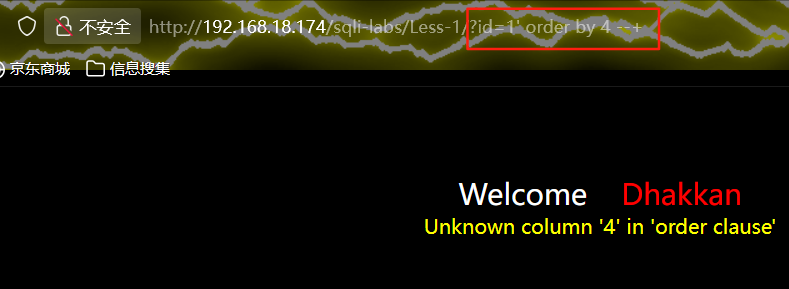 不安全 http://192.168.18.174/sqli-labs/Less-1/?id=1' order by 4 --+
京东商城 信息搜集
Welcome Dhakkan
Unknown column '4' in 'order clause'